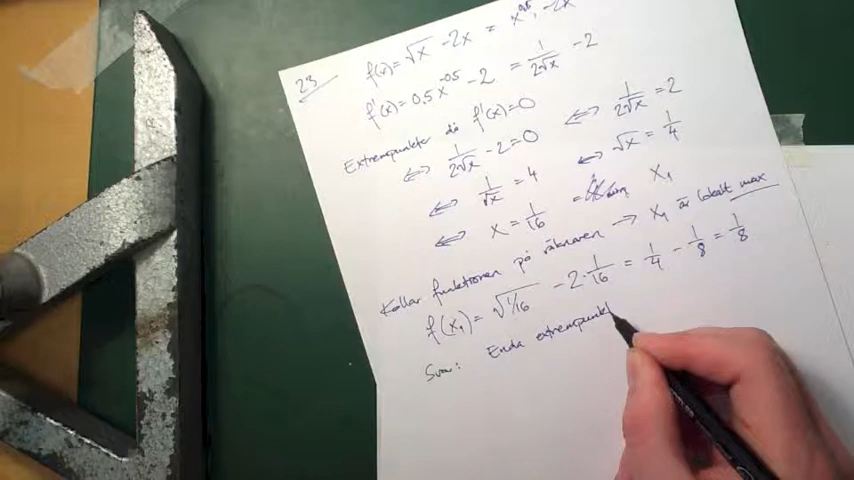 23
f(x) = √x - 2x = x^0,5 - 2x
f'(x) = 0.5x^-0.5 - 2 = 1/(2√x) - 2
Extrempunkter då f'(x) = 0
⇔ 1/(2√x) - 2 = 0 ⇔ 1/(2√x) = 2
⇔ 1/√x = 4 ⇔ √x = 1/4
⇔ x = 1/16 = x₁
Kollar funktionen på räknaren → x₁ är lokalt max
f(x₁) = √1/16 - 2·1/16 = 1/4 - 1/8 = 1/8
Svar: Enda extrempunkt